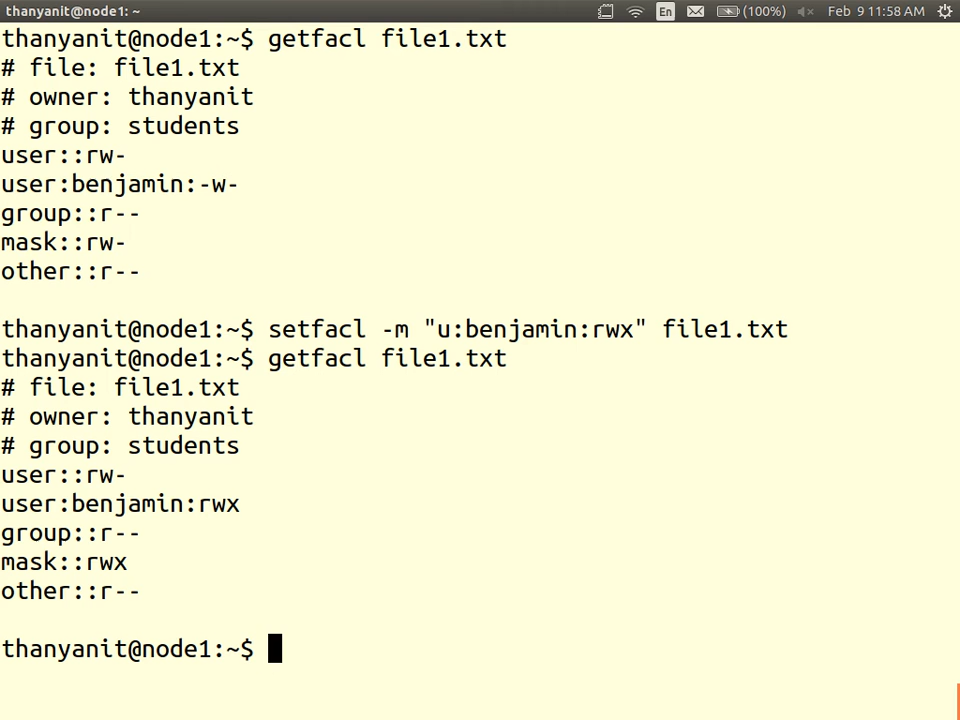 thanyanit@node1: ~
En
(100%)
Feb 9 11:58 AM
thanyanit@node1:~$ getfacl file1.txt
# file: file1.txt
# owner: thanyanit
# group: students
user::rw-
user:benjamin:-w-
group::r--
mask::rw-
other::r--
thanyanit@node1:~$ setfacl -m "u:benjamin:rwx" file1.txt
thanyanit@node1:~$ getfacl file1.txt
# file: file1.txt
# owner: thanyanit
# group: students
user::rw-
user:benjamin:rwx
group::r--
mask::rwx
other::r--
thanyanit@node1:~$